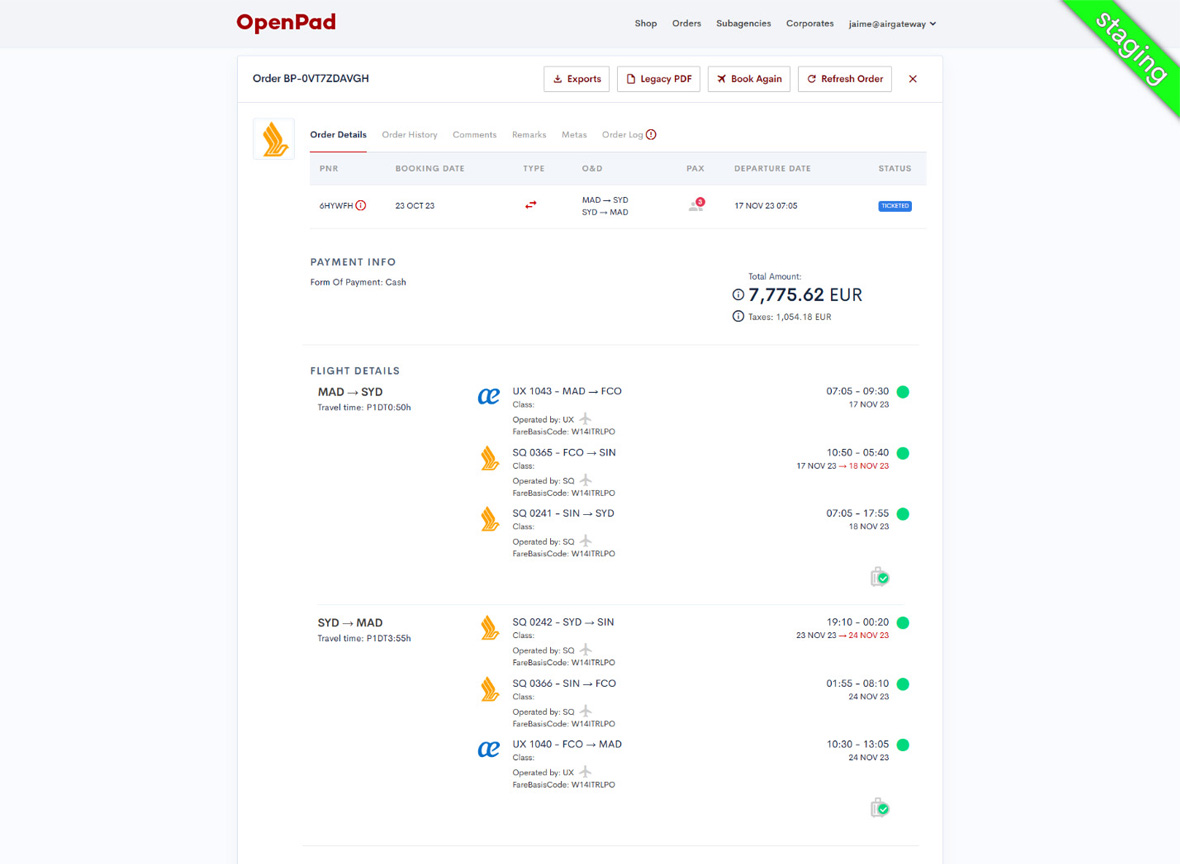 OpenPad
Shop Orders Subagencies Corporates jaime@airgateway
staging
Order BP-0VT7ZDAVGH
Exports Legacy PDF Book Again Refresh Order
Order Details Order History Comments Remarks Metas Order Log
PNR BOOKING DATE TYPE O&D PAX DEPARTURE DATE STATUS
6HYWFH 23 OCT 23 MAD → SYD 3 17 NOV 23 07:05 TICKETED
SYD → MAD
PAYMENT INFO
Form Of Payment: Cash
Total Amount:
7,775.62 EUR
Taxes: 1,054.18 EUR
FLIGHT DETAILS
MAD → SYD
Travel time: P1DT0:50h
UX 1043 - MAD → FCO 07:05 - 09:30
Class: 17 NOV 23
Operated by: UX
FareBasisCode: W14ITRLPO
SQ 0365 - FCO → SIN 10:50 - 05:40
Class: 17 NOV 23 → 18 NOV 23
Operated by: SQ
FareBasisCode: W14ITRLPO
SQ 0241 - SIN → SYD 07:05 - 17:55
Class: 18 NOV 23
Operated by: SQ
FareBasisCode: W14ITRLPO
SYD → MAD
Travel time: P1DT3:55h
SQ 0242 - SYD → SIN 19:10 - 00:20
Class: 23 NOV 23 → 24 NOV 23
Operated by: SQ
FareBasisCode: W14ITRLPO
SQ 0366 - SIN → FCO 01:55 - 08:10
Class: 24 NOV 23
Operated by: SQ
FareBasisCode: W14ITRLPO
UX 1040 - FCO → MAD 10:30 - 13:05
Class: 24 NOV 23
Operated by: UX
FareBasisCode: W14ITRLPO